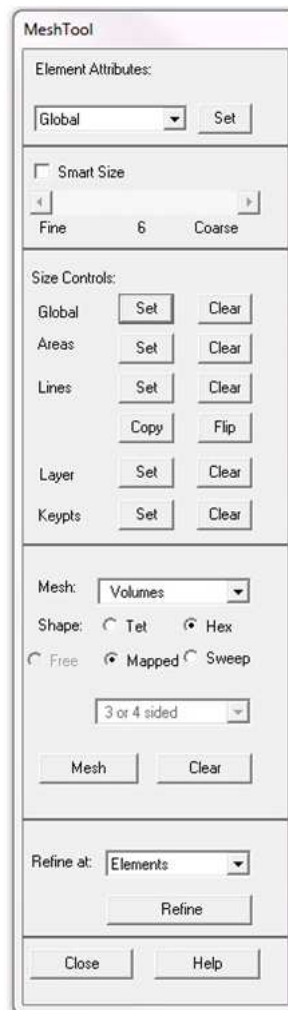 MeshTool
Element Attributes:
Global Set
Smart Size
Fine 6 Coarse
Size Controls:
Global Set Clear
Areas Set Clear
Lines Set Clear
Copy Flip
Layer Set Clear
Keypts Set Clear
Mesh: Volumes
Shape: Tet Hex
Free Mapped Sweep
3 or 4 sided
Mesh Clear
Refine at: Elements
Refine
Close Help